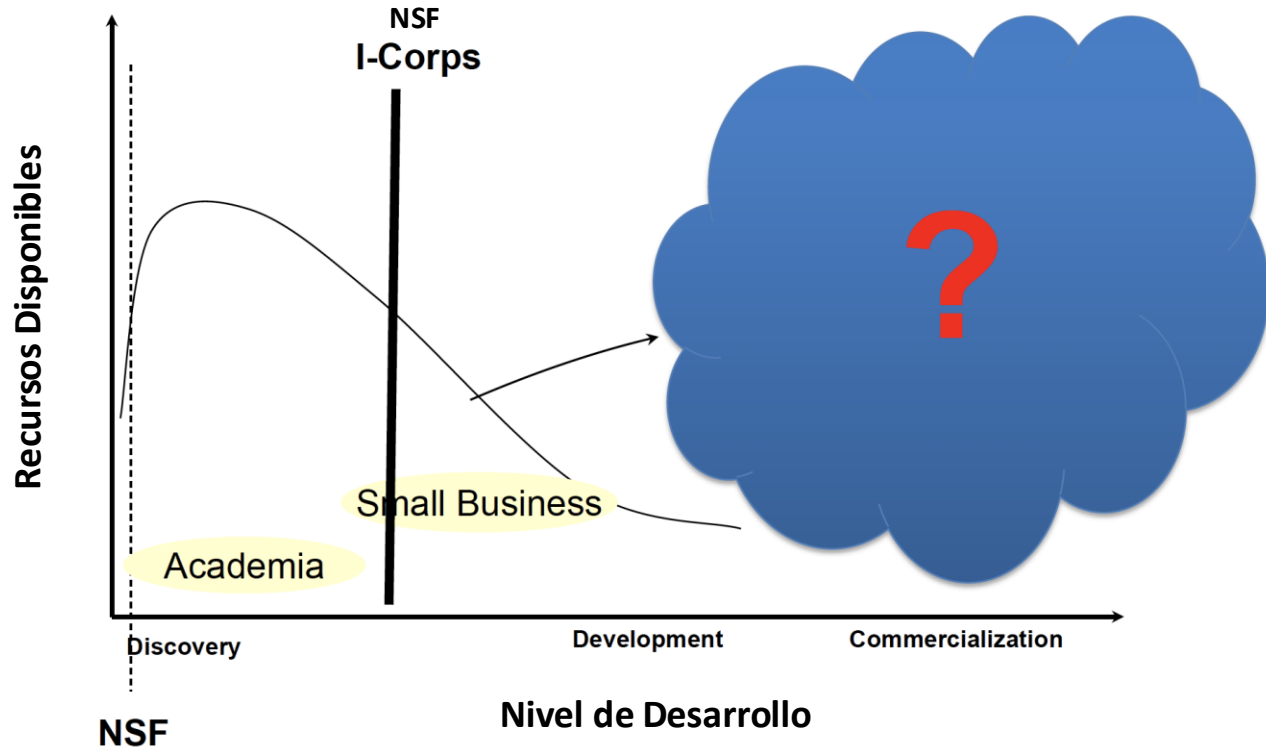 NSF
I-Corps
Recursos Disponibles
?
Small Business
Academia
Discovery
Development
Commercialization
Nivel de Desarrollo
NSF